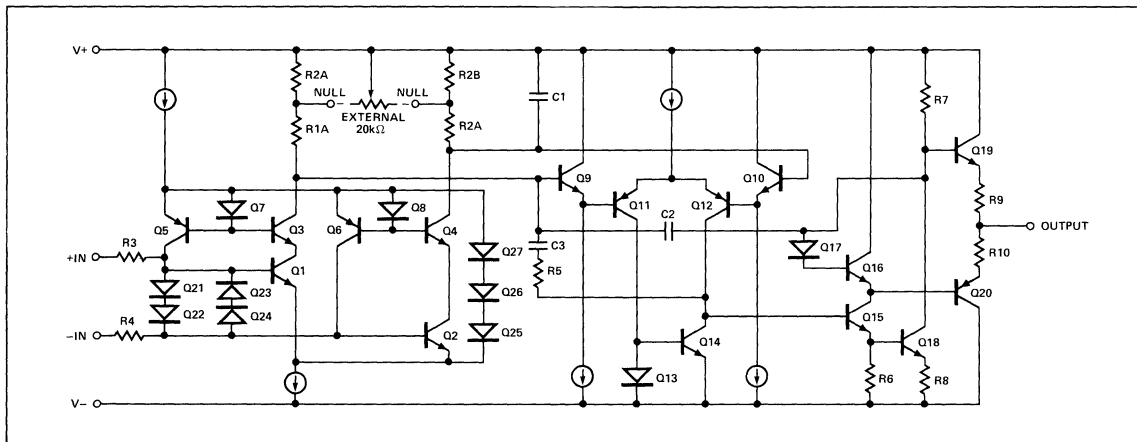 V+
R2A
R2B
NULL
NULL
EXTERNAL
20kΩ
R1A
R2A
C1
R7
Q19
Q9
Q10
Q7
Q8
Q11
Q12
R9
OUTPUT
Q5
Q3
Q6
Q4
C2
R10
+IN
R3
Q27
C3
Q17
Q16
Q1
R5
Q20
Q21
Q23
Q26
Q22
Q24
Q15
-IN
R4
Q25
Q2
Q14
Q18
Q13
R6
R8
V-